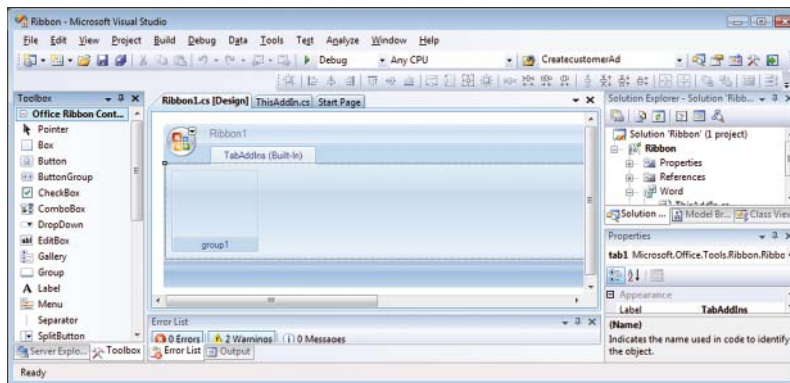 Ribbon - Microsoft Visual Studio
File Edit View Project Build Debug Data Tools Test Analyze Window Help
Debug Any CPU CreatecustomerAd
Toolbox
Office Ribbon Cont...
Pointer
Box
Button
ButtonGroup
CheckBox
ComboBox
DropDown
EditBox
Gallery
Group
Label
Menu
Separator
SplitButton
Server Explo... Toolbox
Ribbon1.cs [Design] ThisAddIn.cs Start Page
Ribbon1
TabAddIns (Built-In)
group1
Error List
0 Errors 2 Warnings 0 Messages
Error List Output
Solution Explorer - Solution 'Ribb...
Solution 'Ribbon' (1 project)
Ribbon
Properties
References
Word
ThisAddIn.cs
Solution ... Model Br... Class View
Properties
tab1 Microsoft.Office.Tools.Ribbon.Ribbo
Appearance
Label TabAddIns
(Name)
Indicates the name used in code to identify
the object.
Ready